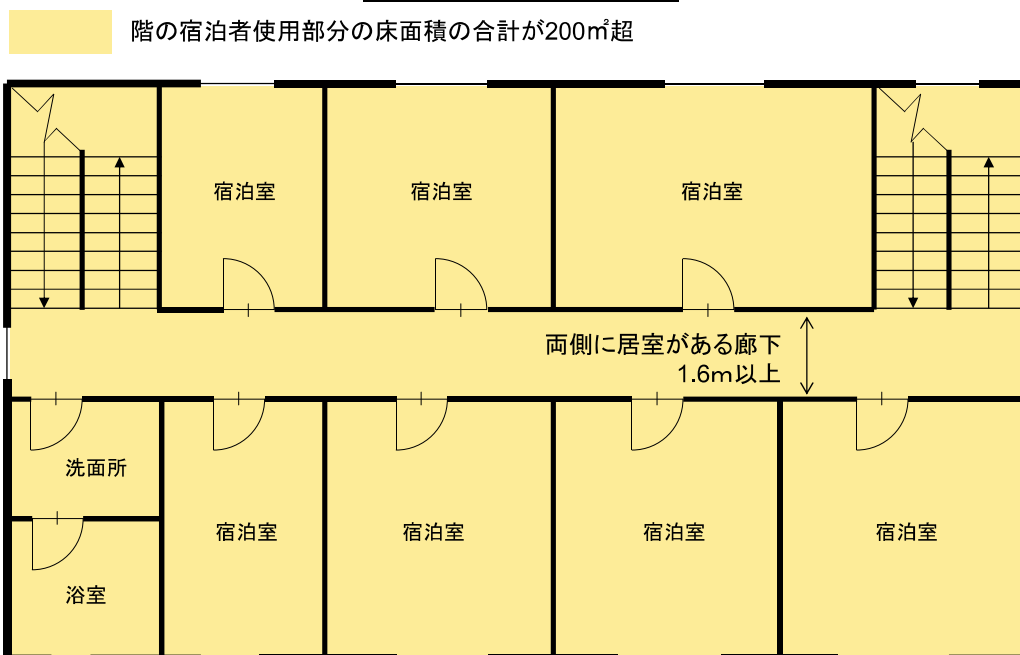 階の宿泊者使用部分の床面積の合計が200㎡超
宿泊室
宿泊室
宿泊室
両側に居室がある廊下
1.6m以上
洗面所
宿泊室
宿泊室
宿泊室
宿泊室
浴室